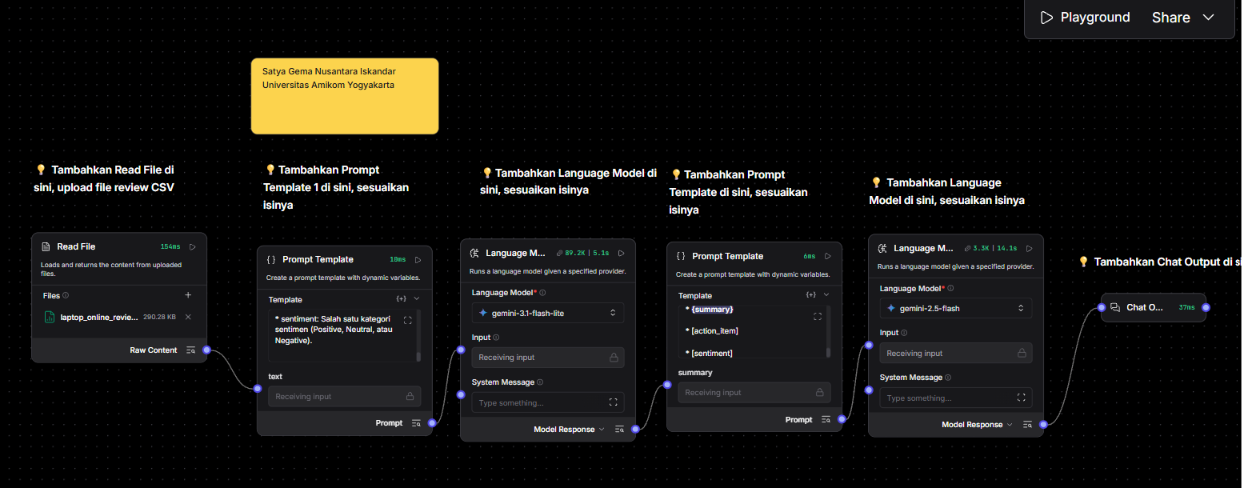 Playground
Share
Satya Gema Nusantara Iskandar
Universitas Amikom Yogyakarta
💡 Tambahkan Read File di
sini, upload file review CSV
💡 Tambahkan Prompt
Template 1 di sini, sesuaikan
isinya
💡 Tambahkan Language Model di
sini, sesuaikan isinya
💡 Tambahkan Prompt
Template di sini, sesuaikan
isinya
💡 Tambahkan Language
Model di sini, sesuaikan isinya
💡 Tambahkan Chat Output di si
Read File
154ms
Loads and returns the content from uploaded
files.
Files
laptop_online_revie... 290.28 KB
Raw Content
{ } Prompt Template
10ms
Create a prompt template with dynamic variables.
Template
{+}
* sentiment: Salah satu kategori
sentimen (Positive, Neutral, atau
Negative).
text
Receiving input
Prompt
Language M...
89.2K | 5.1s
Runs a language model given a specified provider.
Language Model*
gemini-3.1-flash-lite
Input
Receiving input
System Message
Type something...
Model Response
{ } Prompt Template
6ms
Create a prompt template with dynamic variables.
Template
{+}
* {summary}
* [action_item]
* [sentiment]
summary
Receiving input
Prompt
Language M...
3.3K | 14.1s
Runs a language model given a specified provider.
Language Model*
gemini-2.5-flash
Input
Receiving input
System Message
Type something...
Model Response
Chat O...
37ms